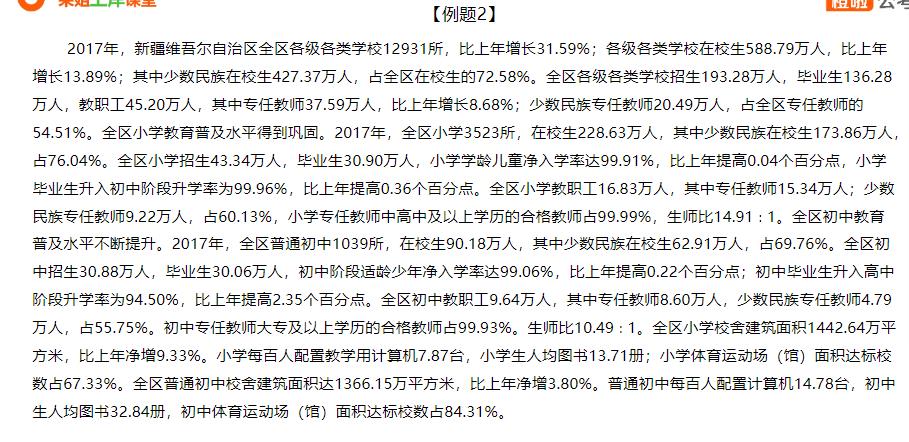 【例题2】
2017年，新疆维吾尔自治区全区各级各类学校12931所，比上年增长31.59%；各级各类学校在校生588.79万人，比上年
增长13.89%；其中少数民族在校生427.37万人，占全区在校生的72.58%。全区各级各类学校招生193.28万人，毕业生136.28
万人，教职工45.20万人，其中专任教师37.59万人，比上年增长8.68%；少数民族专任教师20.49万人，占全区专任教师的
54.51%。全区小学教育普及水平得到巩固。2017年，全区小学3523所，在校生228.63万人，其中少数民族在校生173.86万人，
占76.04%。全区小学招生43.34万人，毕业生30.90万人，小学学龄儿童净入学率达99.91%，比上年提高0.04个百分点，小学
毕业生升入初中阶段升学率为99.96%，比上年提高0.36个百分点。全区小学教职工16.83万人，其中专任教师15.34万人；少数
民族专任教师9.22万人，占60.13%，小学专任教师中高中及以上学历的合格教师占99.99%，生师比14.91：1。全区初中教育
普及水平不断提升。2017年，全区普通初中1039所，在校生90.18万人，其中少数民族在校生62.91万人，占69.76%。全区初
中招生30.88万人，毕业生30.06万人，初中阶段适龄少年净入学率达99.06%，比上年提高0.22个百分点；初中毕业生升入高中
阶段升学率为94.50%，比上年提高2.35个百分点。全区初中教职工9.64万人，其中专任教师8.60万人，少数民族专任教师4.79
万人，占55.75%。初中专任教师大专及以上学历的合格教师占99.93%。生师比10.49：1。全区小学校舍建筑面积1442.64万平
方米，比上年净增9.33%。小学每百人配置教学用计算机7.87台，小学生人均图书13.71册；小学体育运动场（馆）面积达标校
数占67.33%。全区普通初中校舍建筑面积达1366.15万平方米，比上年净增3.80%。普通初中每百人配置计算机14.78台，初中
生人均图书32.84册，初中体育运动场（馆）面积达标校数占84.31%。